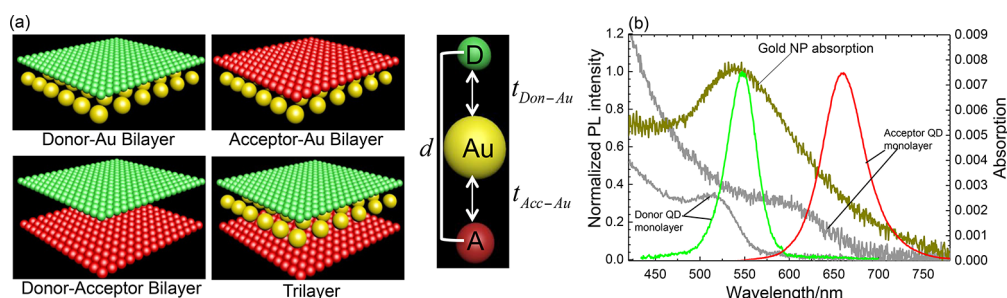 (a)
Donor-Au Bilayer
Acceptor-Au Bilayer
Donor-Acceptor Bilayer
Trilayer
D
Au
A
d
t_Don-Au
t_Acc-Au
(b)
Normalized PL intensity
1.2
1.0
0.8
0.6
0.4
0.2
0.0
Gold NP absorption
Acceptor QD
monolayer
Donor QD
monolayer
0.009
0.008
0.007
0.006
0.005
0.004
0.003
0.002
0.001
0.000
Absorption
450 500 550 600 650 700 750
Wavelength/nm